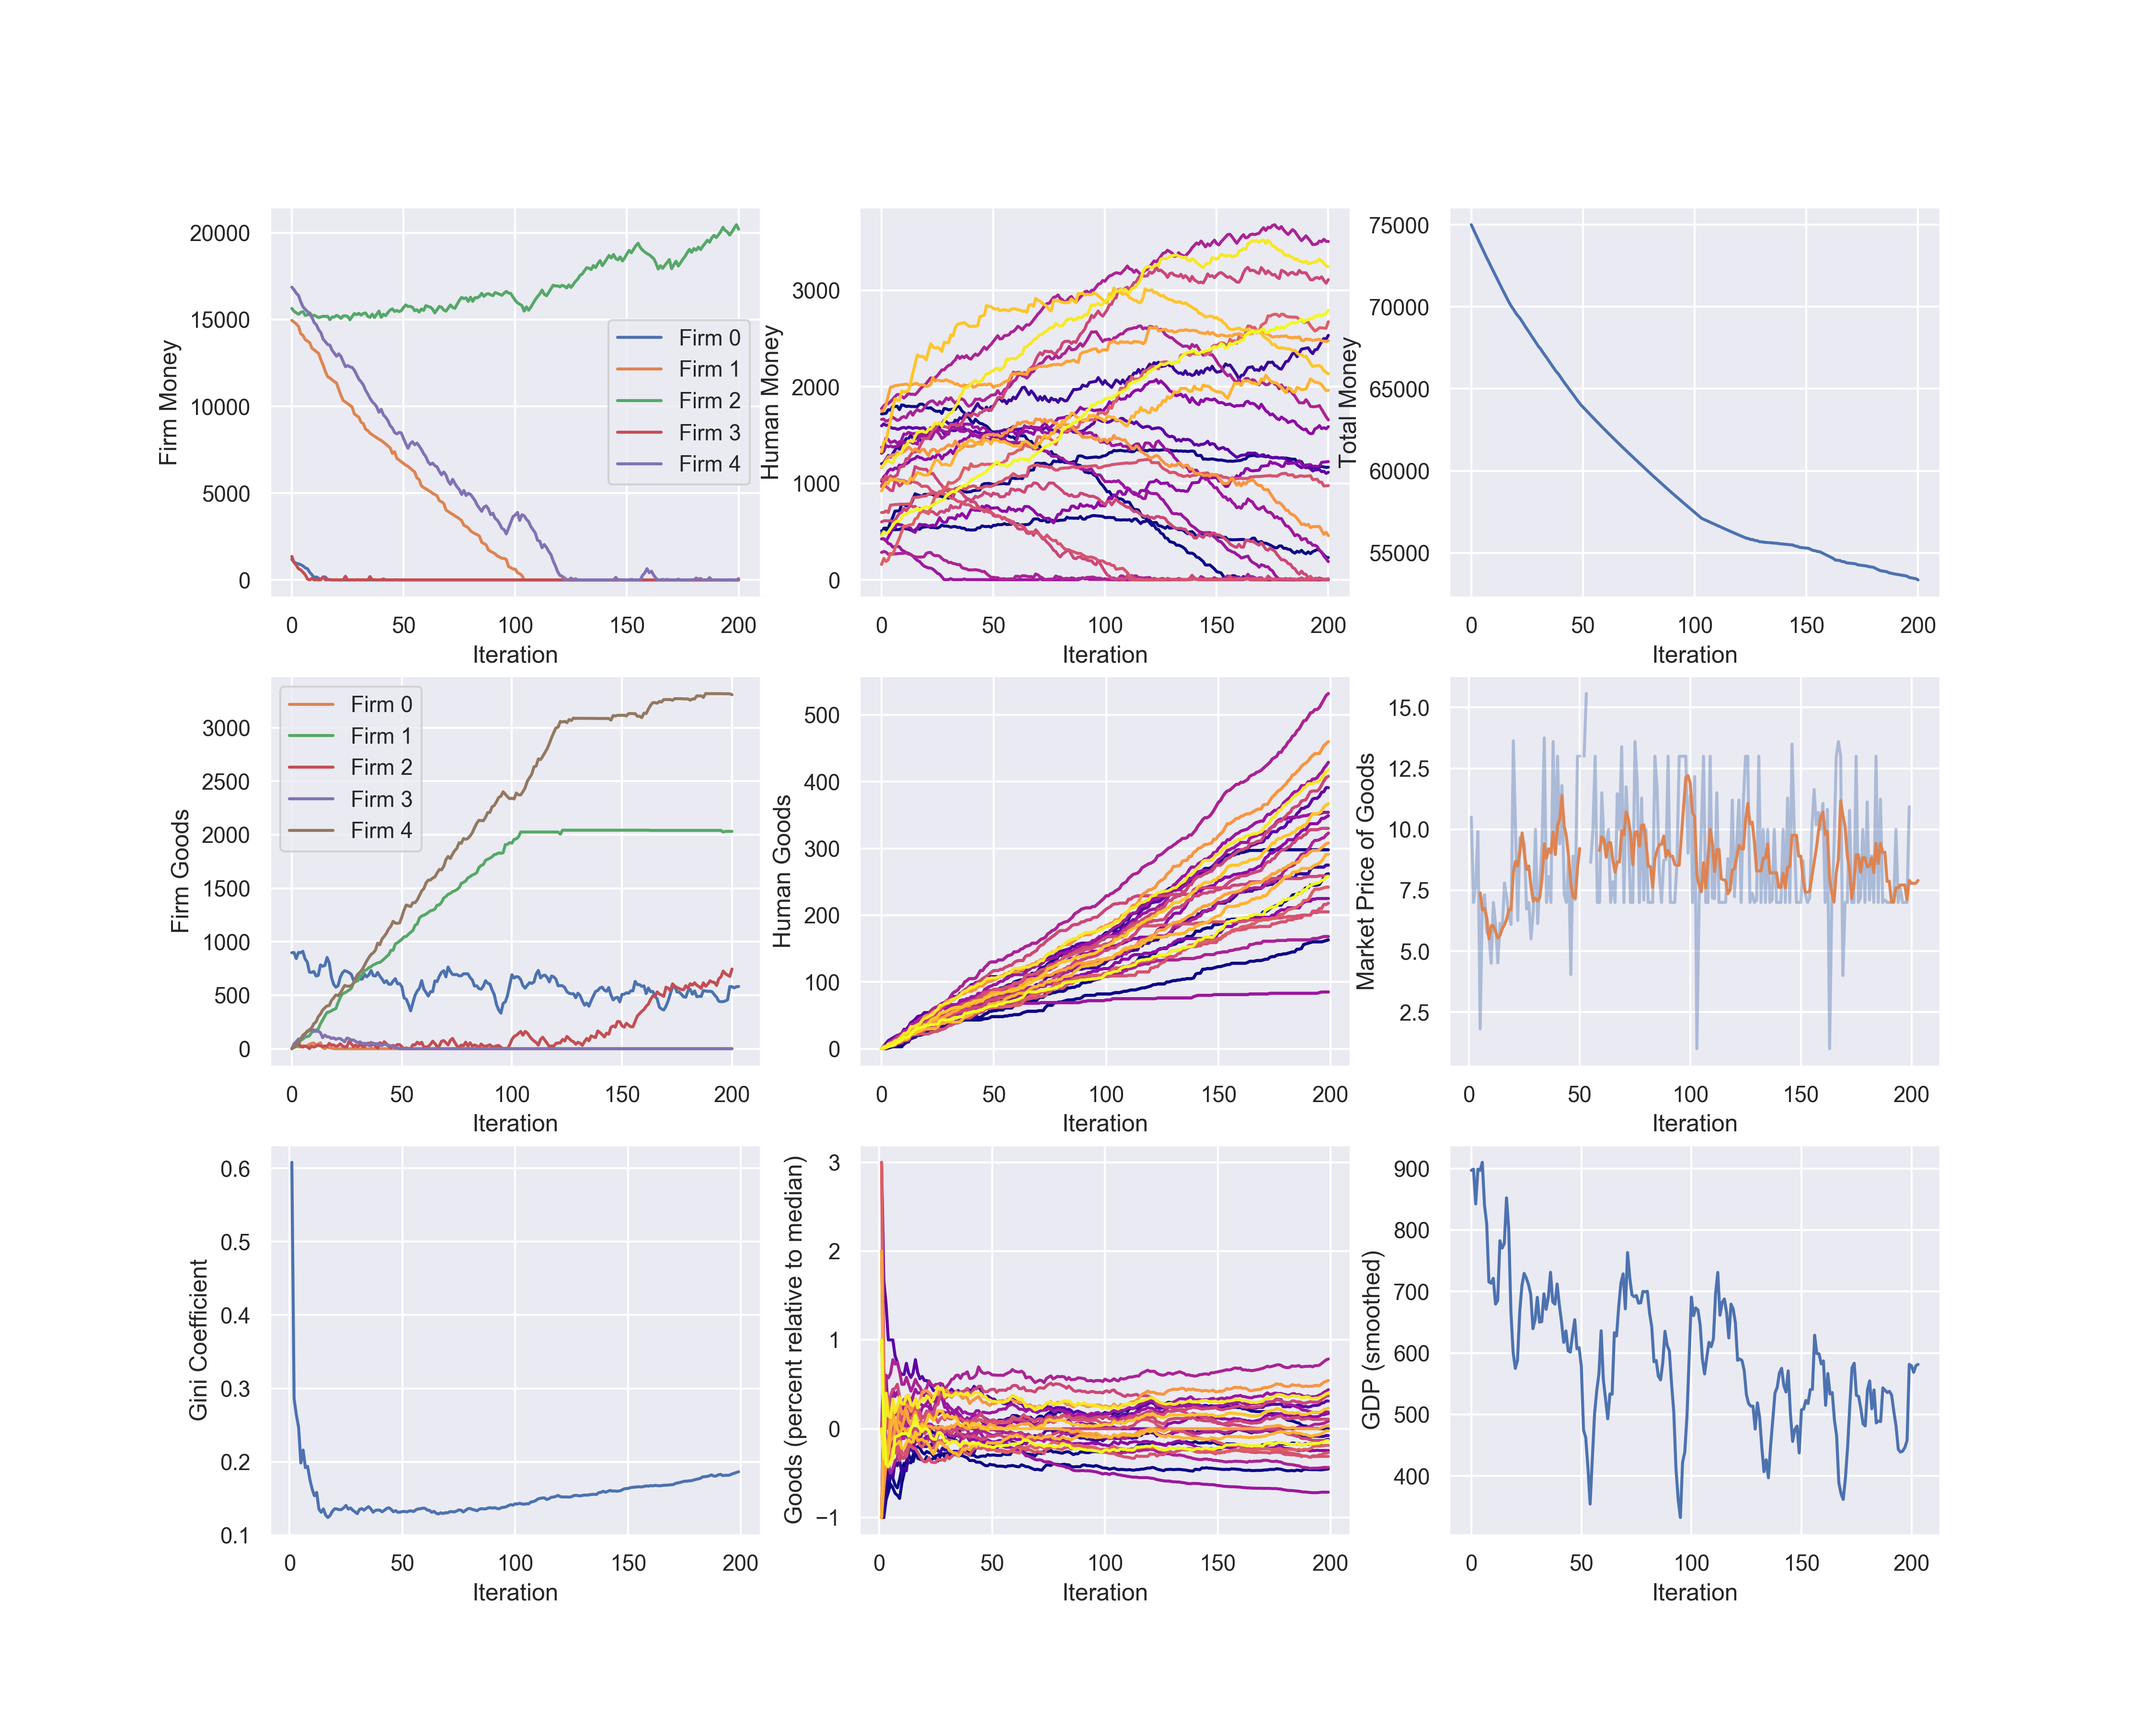 Firm Money
20000
15000
10000
5000
0
Firm 0
Firm 1
Firm 2
Firm 3
Firm 4
0 50 100 150 200
Iteration
Human Money
3000
2000
1000
0
0 50 100 150 200
Iteration
Total Money
75000
70000
65000
60000
55000
0 50 100 150 200
Iteration
Firm Goods
3000
2500
2000
1500
1000
500
0
Firm 0
Firm 1
Firm 2
Firm 3
Firm 4
0 50 100 150 200
Iteration
Human Goods
500
400
300
200
100
0
0 50 100 150 200
Iteration
Market Price of Goods
15.0
12.5
10.0
7.5
5.0
2.5
0 50 100 150 200
Iteration
Gini Coefficient
0.6
0.5
0.4
0.3
0.2
0.1
0 50 100 150 200
Iteration
Goods (percent relative to median)
3
2
1
0
−1
0 50 100 150 200
Iteration
GDP (smoothed)
900
800
700
600
500
400
0 50 100 150 200
Iteration